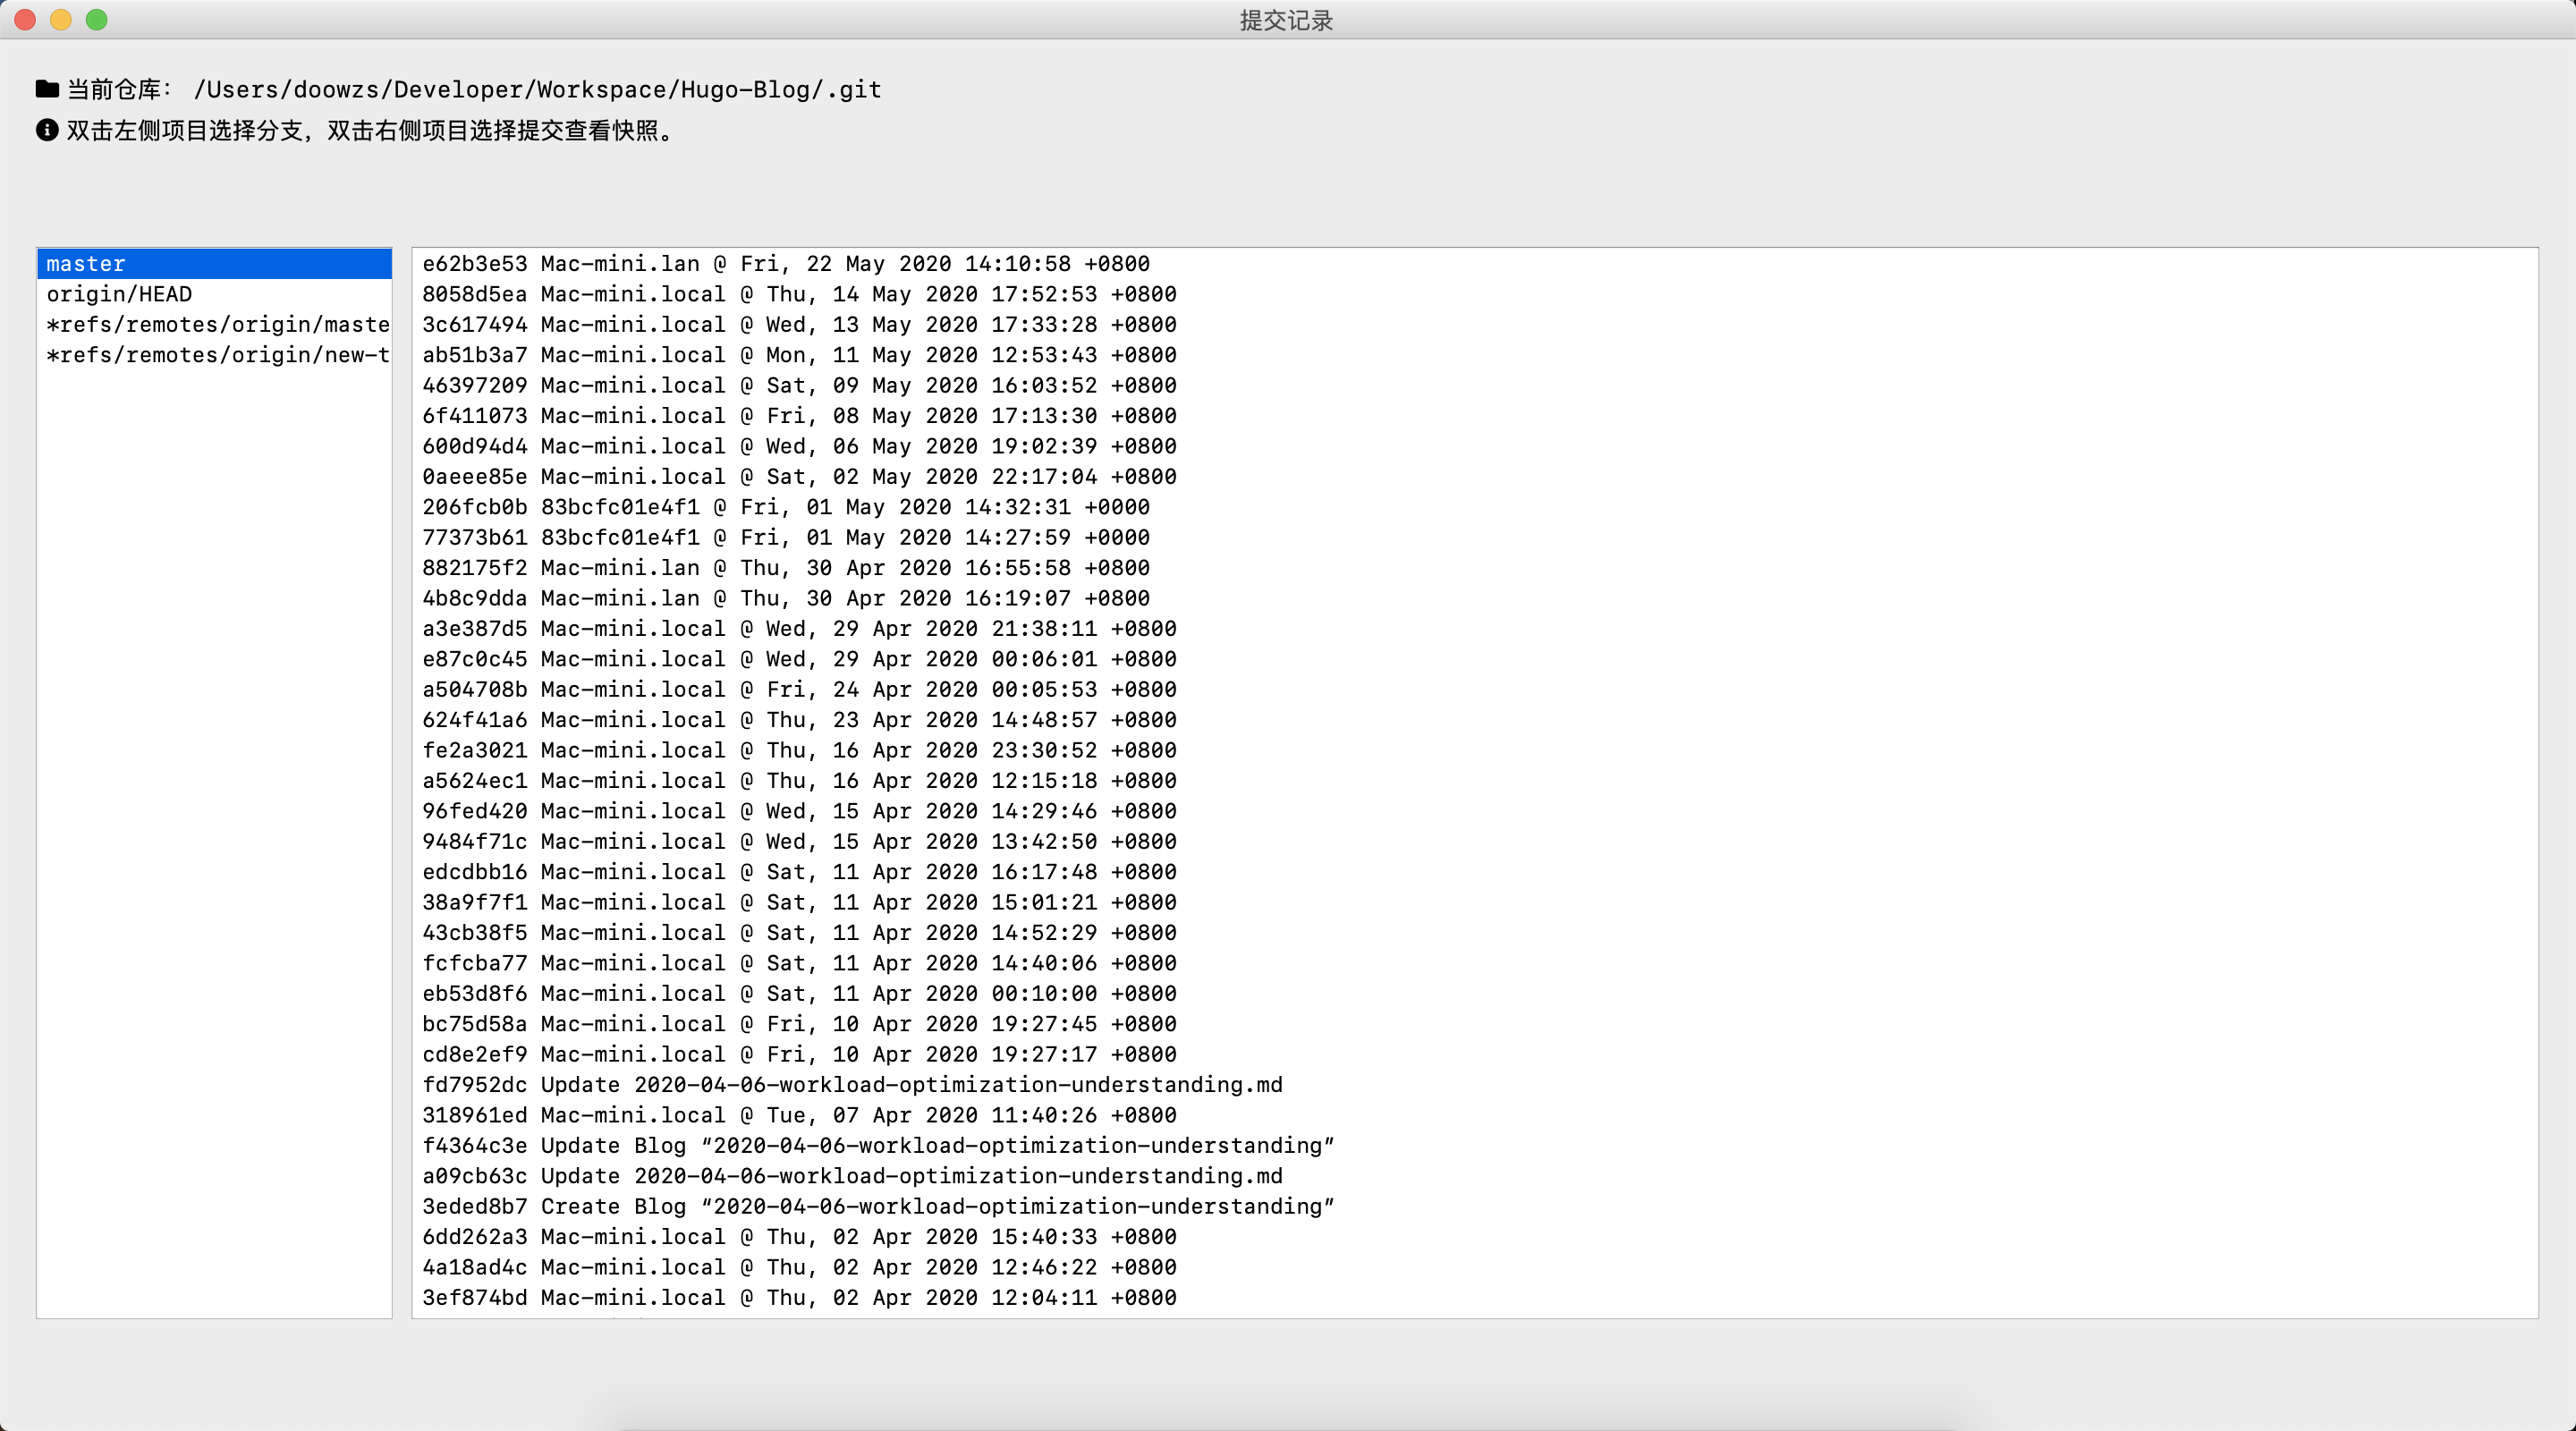 提交记录
当前仓库： /Users/doowzs/Developer/Workspace/Hugo-Blog/.git
双击左侧项目选择分支，双击右侧项目选择提交查看快照。
master
origin/HEAD
*refs/remotes/origin/maste
*refs/remotes/origin/new-t
e62b3e53 Mac-mini.lan @ Fri, 22 May 2020 14:10:58 +0800
8058d5ea Mac-mini.local @ Thu, 14 May 2020 17:52:53 +0800
3c617494 Mac-mini.local @ Wed, 13 May 2020 17:33:28 +0800
ab51b3a7 Mac-mini.local @ Mon, 11 May 2020 12:53:43 +0800
46397209 Mac-mini.local @ Sat, 09 May 2020 16:03:52 +0800
6f411073 Mac-mini.local @ Fri, 08 May 2020 17:13:30 +0800
600d94d4 Mac-mini.local @ Wed, 06 May 2020 19:02:39 +0800
0aeee85e Mac-mini.local @ Sat, 02 May 2020 22:17:04 +0800
206fcb0b 83bcfc01e4f1 @ Fri, 01 May 2020 14:32:31 +0000
77373b61 83bcfc01e4f1 @ Fri, 01 May 2020 14:27:59 +0000
882175f2 Mac-mini.lan @ Thu, 30 Apr 2020 16:55:58 +0800
4b8c9dda Mac-mini.lan @ Thu, 30 Apr 2020 16:19:07 +0800
a3e387d5 Mac-mini.local @ Wed, 29 Apr 2020 21:38:11 +0800
e87c0c45 Mac-mini.local @ Wed, 29 Apr 2020 00:06:01 +0800
a504708b Mac-mini.local @ Fri, 24 Apr 2020 00:05:53 +0800
624f41a6 Mac-mini.local @ Thu, 23 Apr 2020 14:48:57 +0800
fe2a3021 Mac-mini.local @ Thu, 16 Apr 2020 23:30:52 +0800
a5624ec1 Mac-mini.local @ Thu, 16 Apr 2020 12:15:18 +0800
96fed420 Mac-mini.local @ Wed, 15 Apr 2020 14:29:46 +0800
9484f71c Mac-mini.local @ Wed, 15 Apr 2020 13:42:50 +0800
edcdbb16 Mac-mini.local @ Sat, 11 Apr 2020 16:17:48 +0800
38a9f7f1 Mac-mini.local @ Sat, 11 Apr 2020 15:01:21 +0800
43cb38f5 Mac-mini.local @ Sat, 11 Apr 2020 14:52:29 +0800
fcfcba77 Mac-mini.local @ Sat, 11 Apr 2020 14:40:06 +0800
eb53d8f6 Mac-mini.local @ Sat, 11 Apr 2020 00:10:00 +0800
bc75d58a Mac-mini.local @ Fri, 10 Apr 2020 19:27:45 +0800
cd8e2ef9 Mac-mini.local @ Fri, 10 Apr 2020 19:27:17 +0800
fd7952dc Update 2020-04-06-workload-optimization-understanding.md
318961ed Mac-mini.local @ Tue, 07 Apr 2020 11:40:26 +0800
f4364c3e Update Blog “2020-04-06-workload-optimization-understanding”
a09cb63c Update 2020-04-06-workload-optimization-understanding.md
3eded8b7 Create Blog “2020-04-06-workload-optimization-understanding”
6dd262a3 Mac-mini.local @ Thu, 02 Apr 2020 15:40:33 +0800
4a18ad4c Mac-mini.local @ Thu, 02 Apr 2020 12:46:22 +0800
3ef874bd Mac-mini.local @ Thu, 02 Apr 2020 12:04:11 +0800